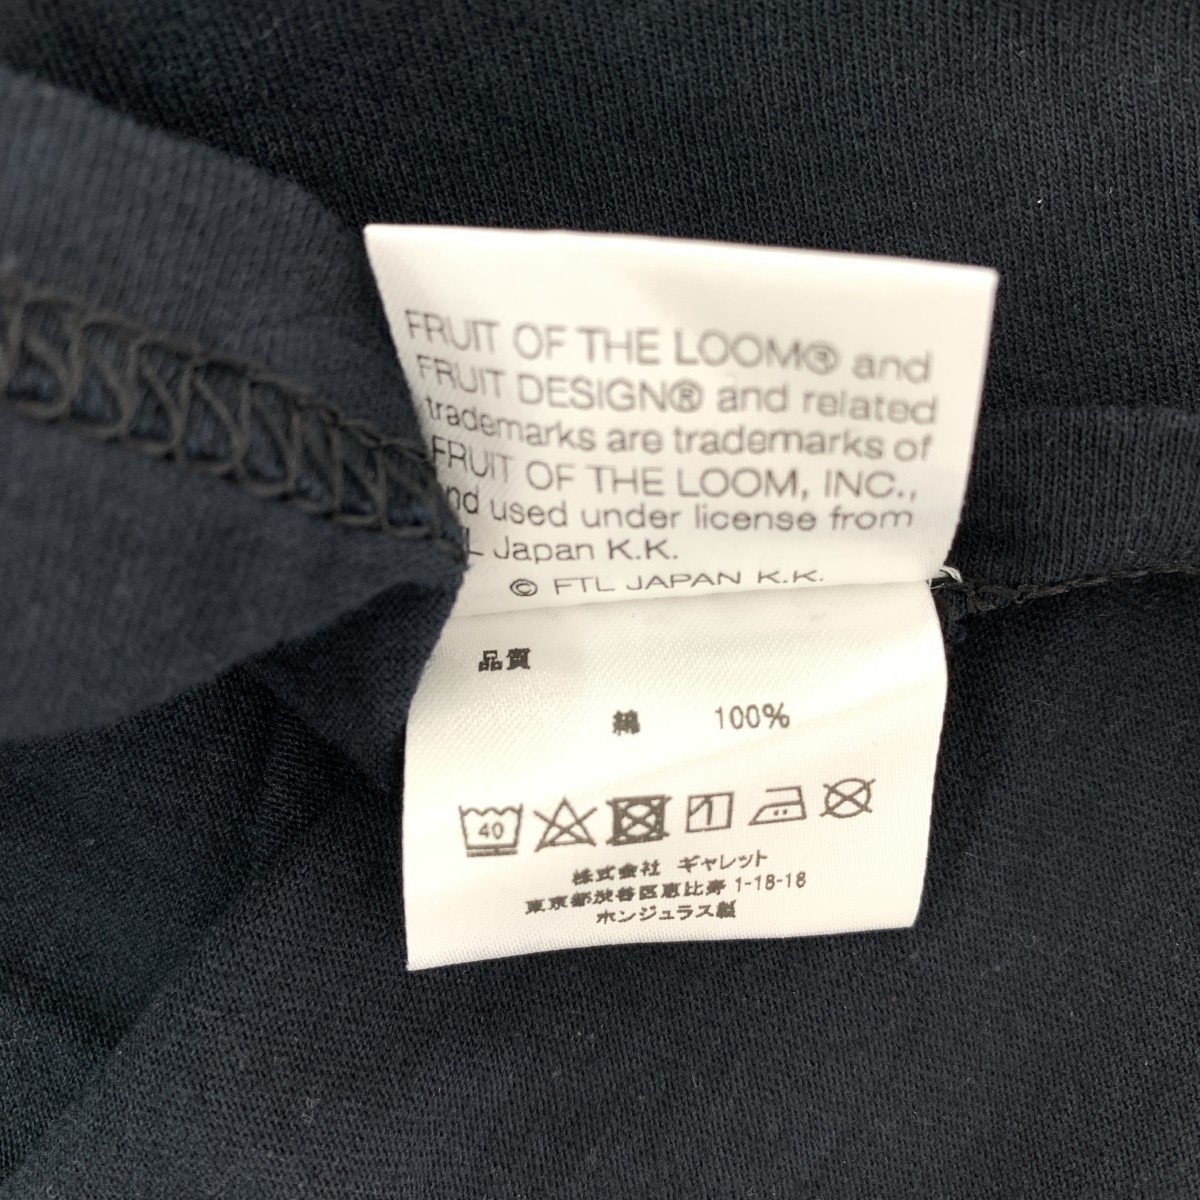 FRUIT OF THE LOOM® and
FRUIT DESIGN® and related
trademarks are trademarks of
FRUIT OF THE LOOM, INC.,
and used under license from
FTL Japan K.K.
© FTL JAPAN K.K.
品質
綿 100%
40
株式会社 ギャレット
東京都渋谷区恵比寿 1-18-18
ホンジュラス製